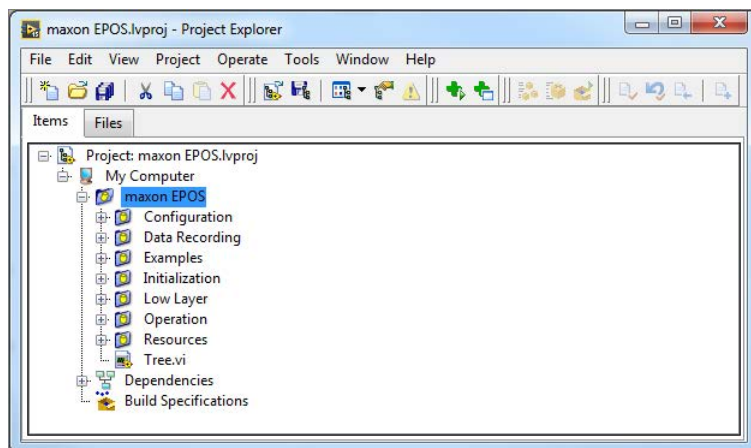 maxon EPOS.lvproj - Project Explorer
File Edit View Project Operate Tools Window Help
Items Files
Project: maxon EPOS.lvproj
My Computer
maxon EPOS
Configuration
Data Recording
Examples
Initialization
Low Layer
Operation
Resources
Tree.vi
Dependencies
Build Specifications